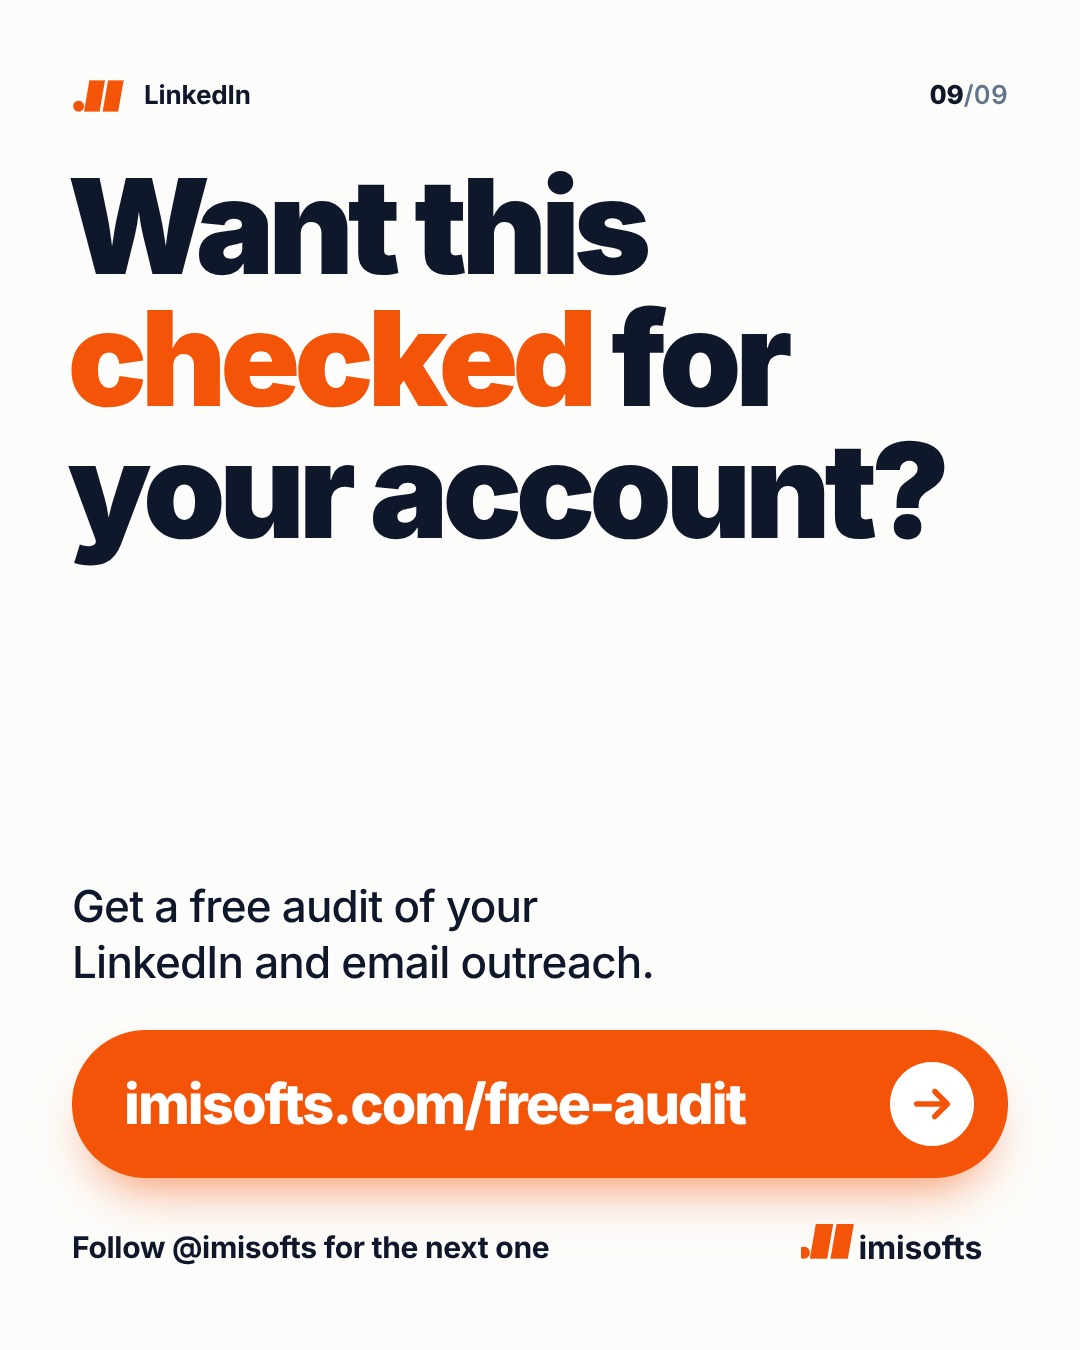 LinkedIn
09/09
Want this
checked for
your account?
Get a free audit of your
LinkedIn and email outreach.
imisofts.com/free-audit
Follow @imisofts for the next one
imisofts